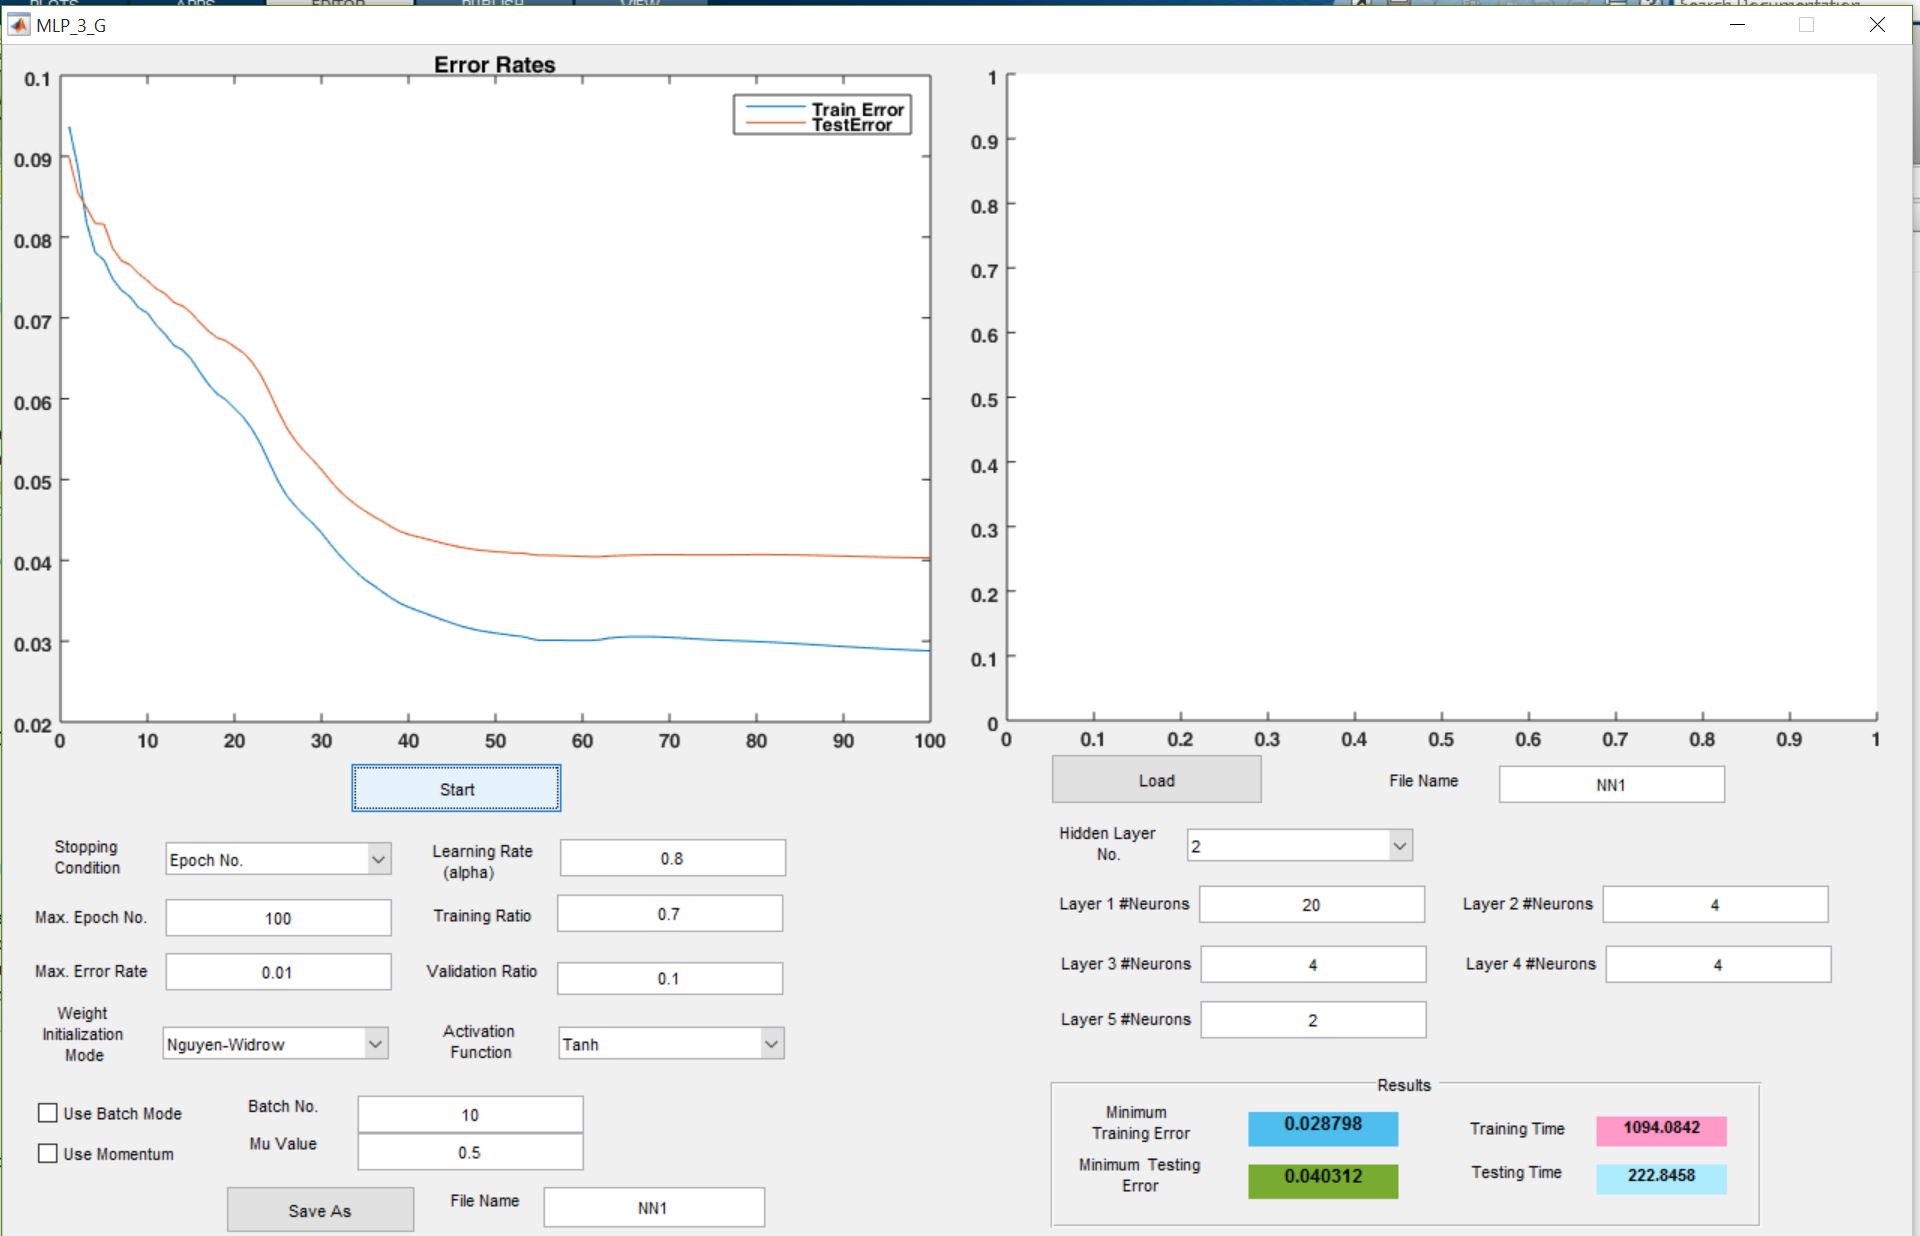 MLP_3_G
Error Rates
Train Error
TestError
0.1
0.09
0.08
0.07
0.06
0.05
0.04
0.03
0.02
0 10 20 30 40 50 60 70 80 90 100
1
0.9
0.8
0.7
0.6
0.5
0.4
0.3
0.2
0.1
0
0 0.1 0.2 0.3 0.4 0.5 0.6 0.7 0.8 0.9 1
Start
Stopping
Condition
Epoch No.
Learning Rate
(alpha)
0.8
Max. Epoch No.
100
Training Ratio
0.7
Max. Error Rate
0.01
Validation Ratio
0.1
Weight
Initialization
Mode
Nguyen-Widrow
Activation
Function
Tanh
Use Batch Mode
Batch No.
10
Use Momentum
Mu Value
0.5
Save As
File Name
NN1
Load
File Name
NN1
Hidden Layer
No.
2
Layer 1 #Neurons
20
Layer 2 #Neurons
4
Layer 3 #Neurons
4
Layer 4 #Neurons
4
Layer 5 #Neurons
2
Results
Minimum
Training Error
0.028798
Training Time
1094.0842
Minimum Testing
Error
0.040312
Testing Time
222.8458